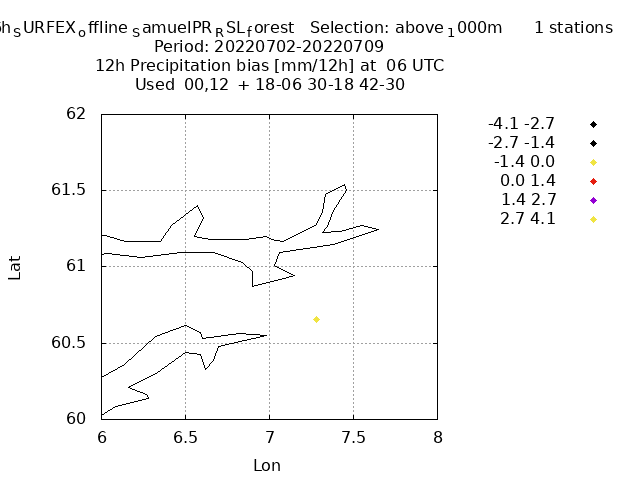 6hsURFEXoffline samuelPRRSLforest Selection: above1000m 1 stations
Period: 20220702-20220709
12h Precipitation bias [mm/12h] at 06 UTC
Used 00,12 + 18-06 30-18 42-30
-4.1 -2.7
-2.7 -1.4
-1.4 0.0
0.0 1.4
1.4 2.7
2.7 4.1
62
61.5
61
60.5
60
Lat
6 6.5 7 7.5 8
Lon